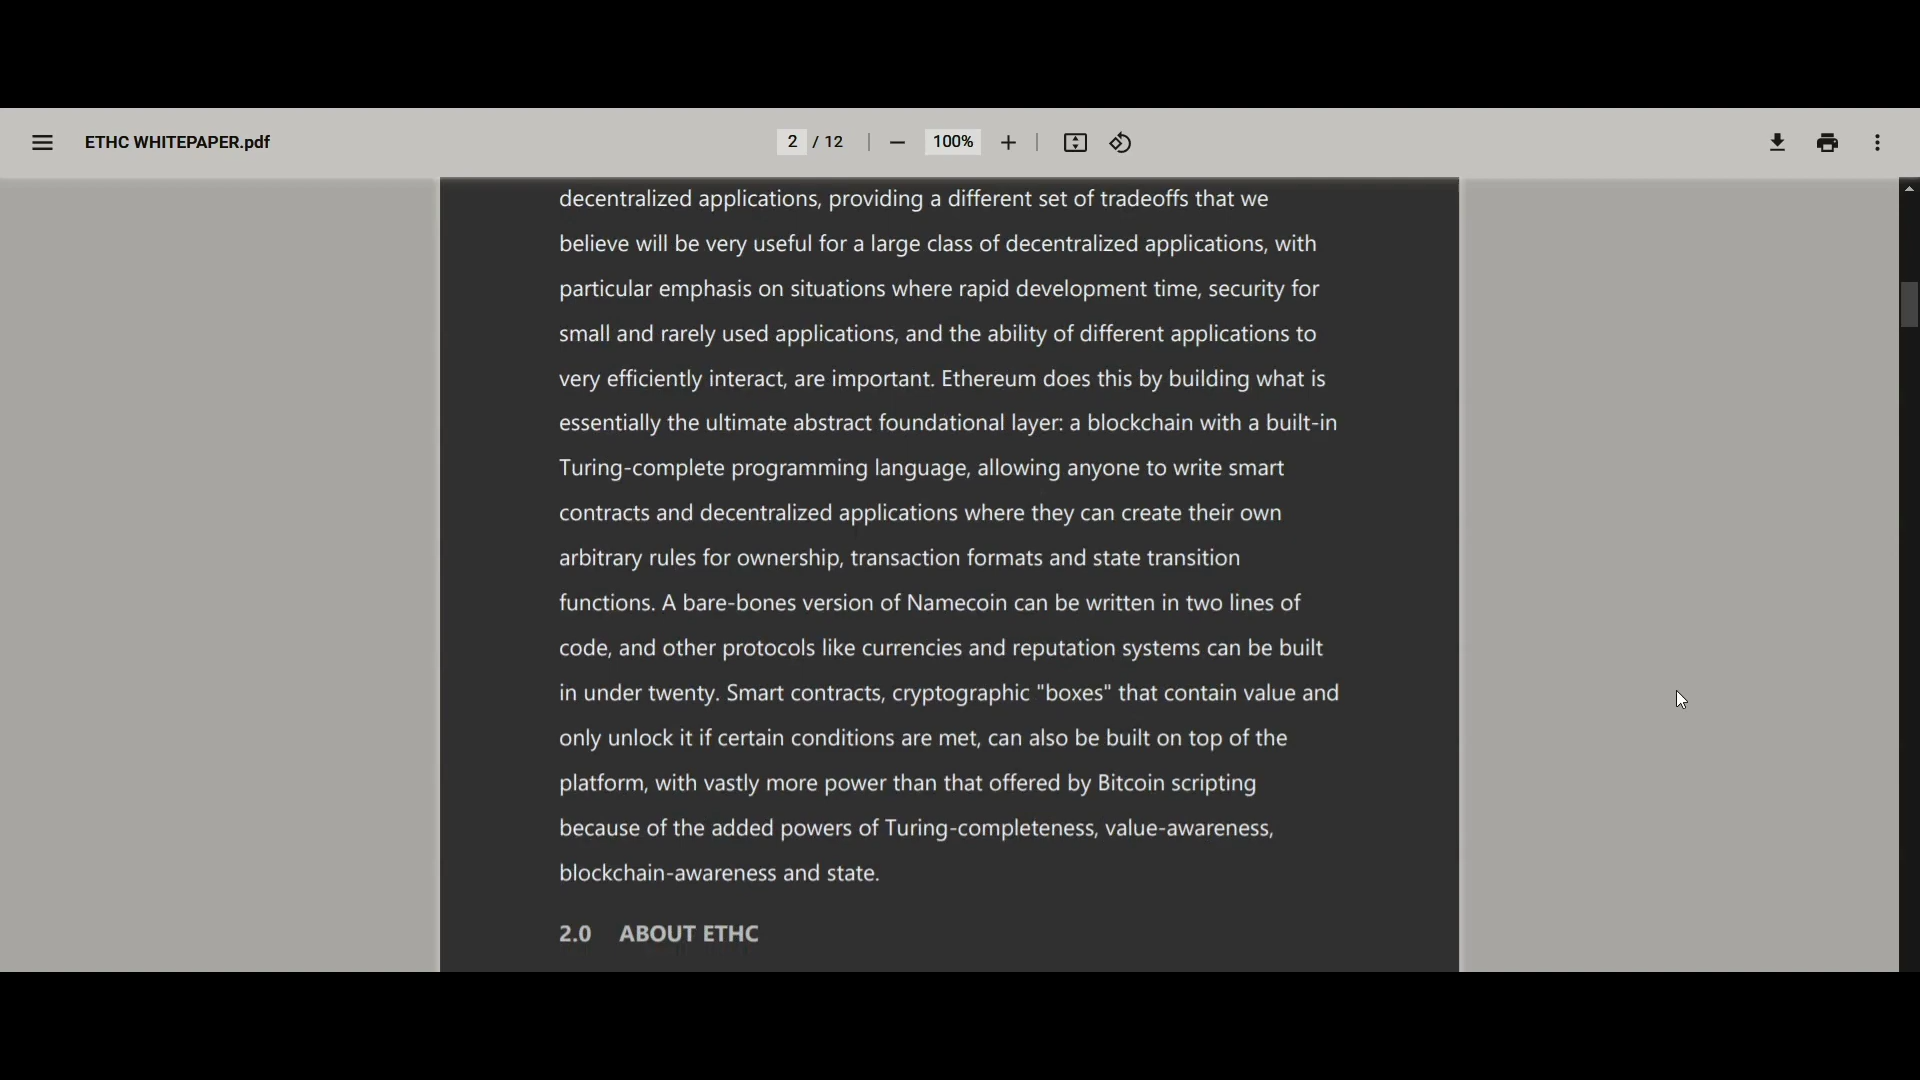 ETHC WHITEPAPER.pdf
2 / 12
100%
decentralized applications, providing a different set of tradeoffs that we
believe will be very useful for a large class of decentralized applications, with
particular emphasis on situations where rapid development time, security for
small and rarely used applications, and the ability of different applications to
very efficiently interact, are important. Ethereum does this by building what is
essentially the ultimate abstract foundational layer: a blockchain with a built-in
Turing-complete programming language, allowing anyone to write smart
contracts and decentralized applications where they can create their own
arbitrary rules for ownership, transaction formats and state transition
functions. A bare-bones version of Namecoin can be written in two lines of
code, and other protocols like currencies and reputation systems can be built
in under twenty. Smart contracts, cryptographic "boxes" that contain value and
only unlock it if certain conditions are met, can also be built on top of the
platform, with vastly more power than that offered by Bitcoin scripting
because of the added powers of Turing-completeness, value-awareness,
blockchain-awareness and state.
2.0 ABOUT ETHC